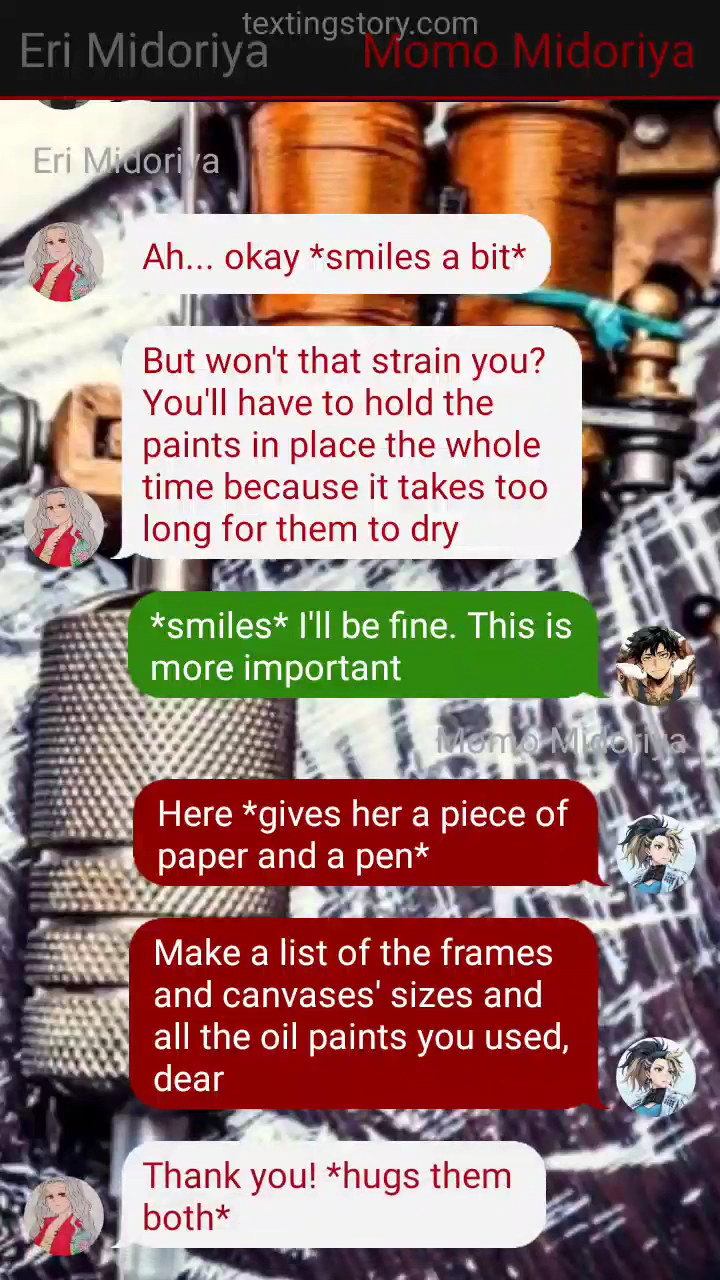 textingstory.com
Eri Midoriya
Momo Midoriya
Eri Midoriya
Ah... okay *smiles a bit*
But won't that strain you?
You'll have to hold the
paints in place the whole
time because it takes too
long for them to dry
*smiles* I'll be fine. This is
more important
Momo Midoriya
Here *gives her a piece of
paper and a pen*
Make a list of the frames
and canvases' sizes and
all the oil paints you used,
dear
Thank you! *hugs them
both*